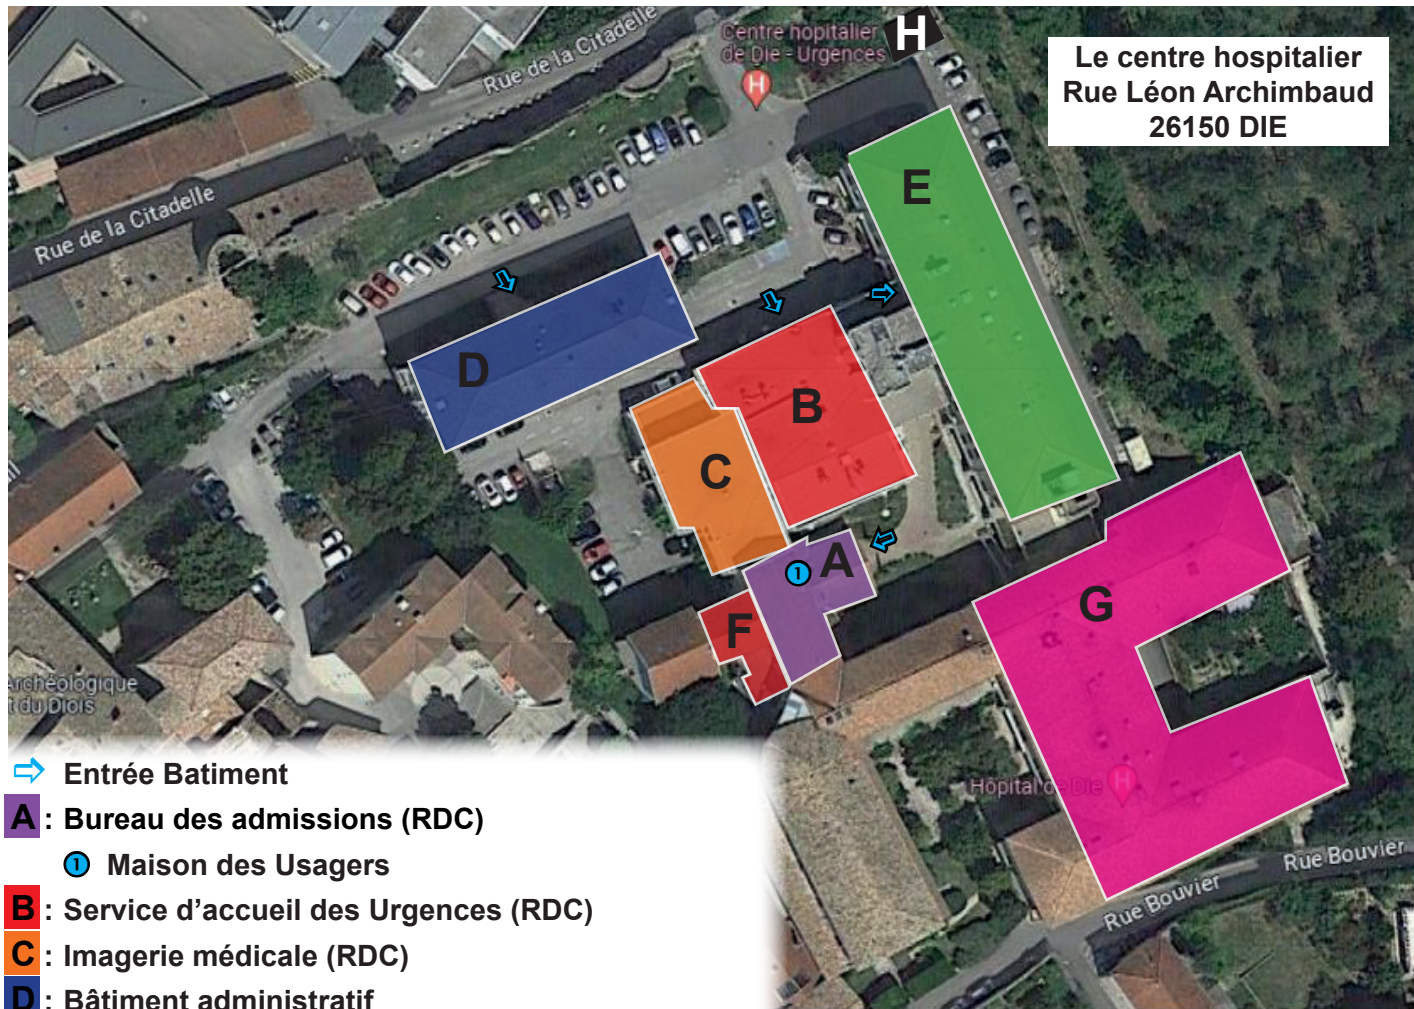 Centre hopitalier
de Die - Urgences
H
H
Le centre hospitalier
Rue Léon Archimbaud
26150 DIE
Rue de la Citadelle
Rue de la Citadelle
E
D
B
C
A
1
F
G
Archéologique
t du Diois
Hôpital de Die
H
Rue Bouvier
Rue Bouvier
Entrée Batiment
A : Bureau des admissions (RDC)
1 Maison des Usagers
B : Service d'accueil des Urgences (RDC)
C : Imagerie médicale (RDC)
D : Bâtiment administratif